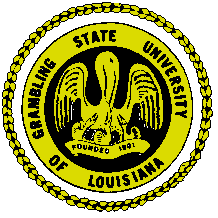 GRAMBLING STATE UNIVERSITY
OF LOUISIANA
FOUNDED 1901